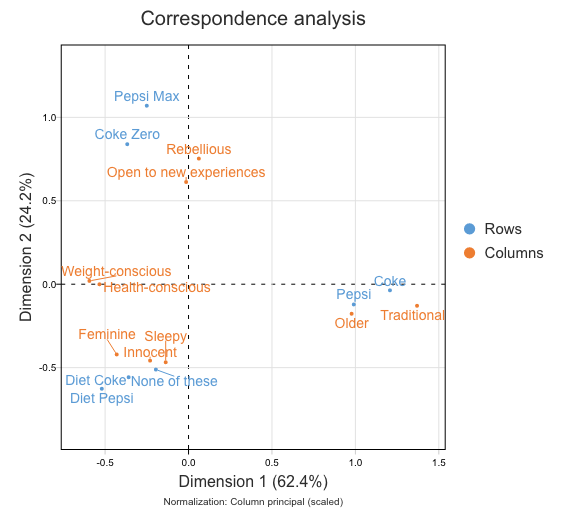 Correspondence analysis
Pepsi Max
1.0
Coke Zero
Rebellious
Open to new experiences
0.5
Dimension 2 (24.2%)
Rows
Columns
Weight-conscious
Health-conscious
0.0
Coke
Pepsi
Older
Traditional
Feminine
Sleepy
Innocent
-0.5
Diet Coke
None of these
Diet Pepsi
-0.5
0.0
0.5
1.0
1.5
Dimension 1 (62.4%)
Normalization: Column principal (scaled)